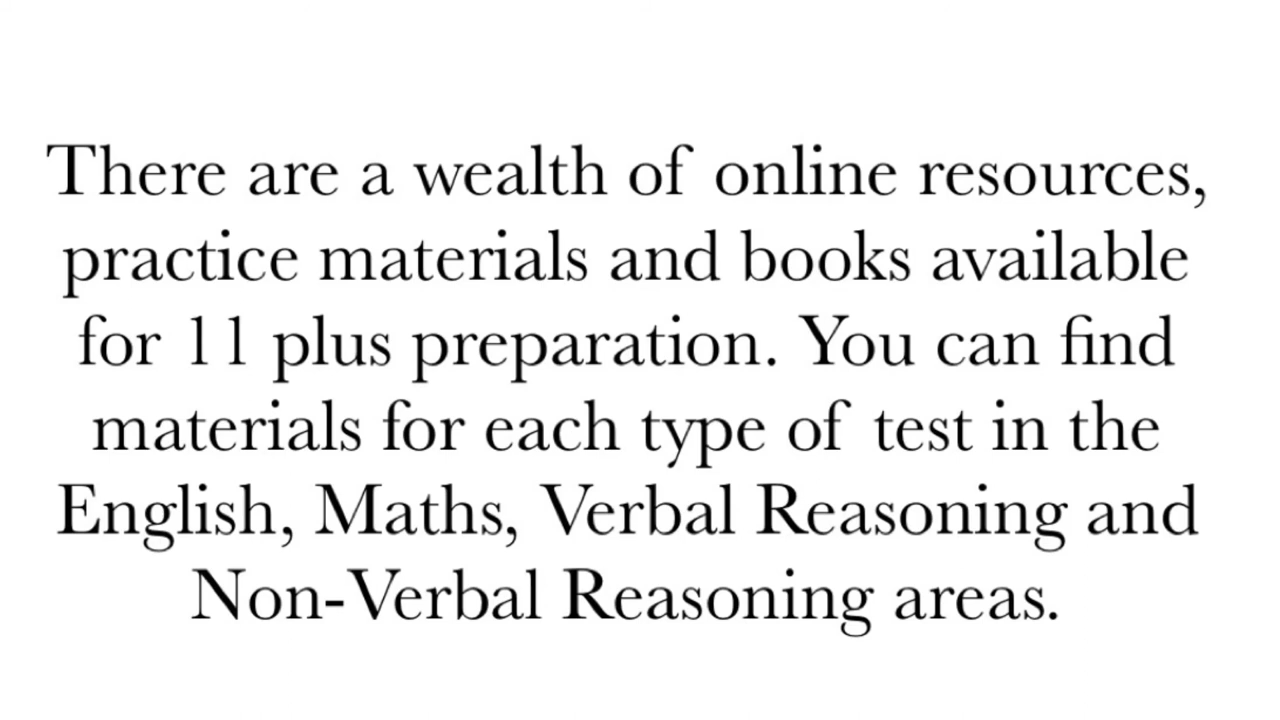 There are a wealth of online resources,
practice materials and books available
for 11 plus preparation. You can find
materials for each type of test in the
English, Maths, Verbal Reasoning and
Non-Verbal Reasoning areas.